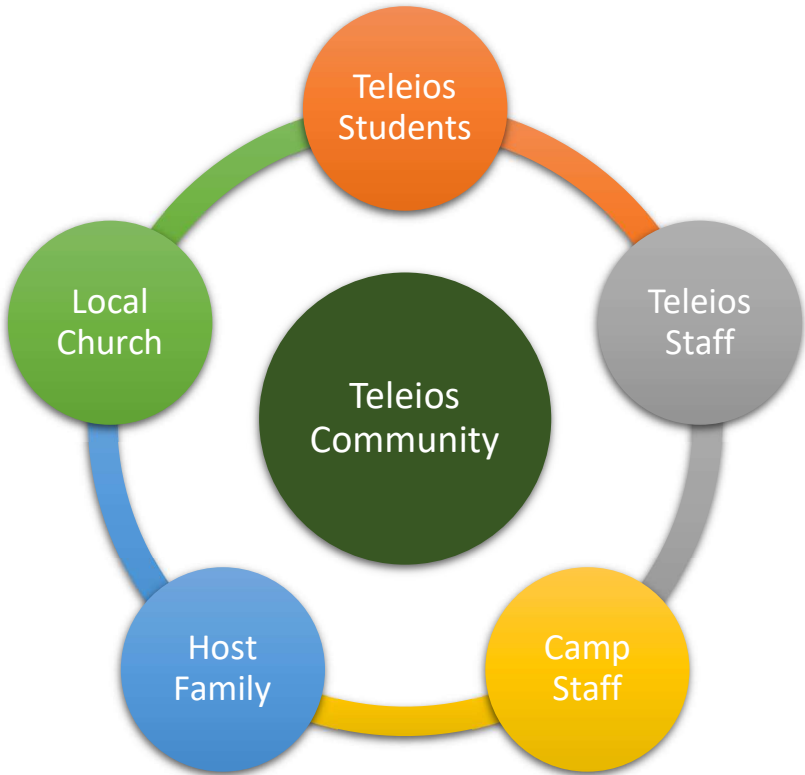 Teleios
Students
Teleios
Staff
Camp
Staff
Host
Family
Local
Church
Teleios
Community